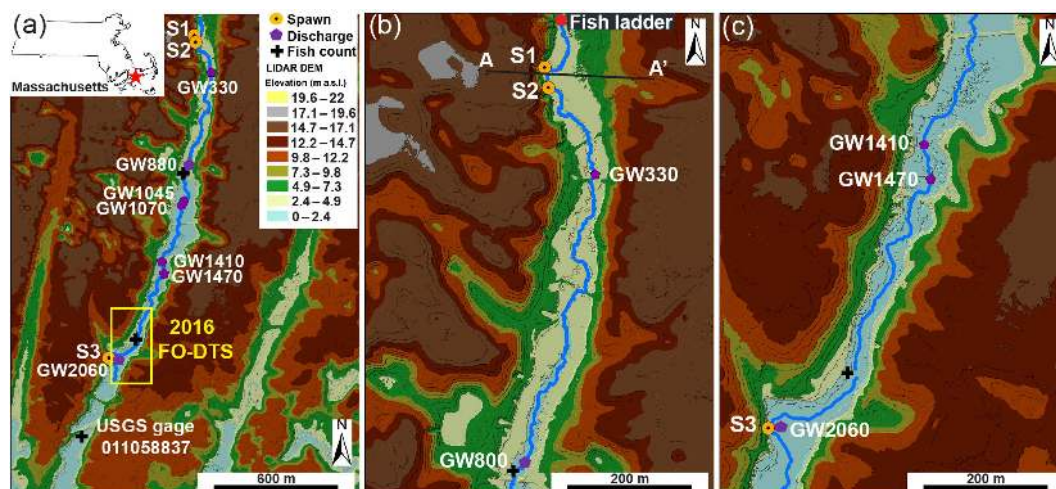 (a)
Massachusetts
Spawn
Discharge
Fish count
LIDAR DEM
Elevation (m a.s.l.)
19.6 – 22
17.1 – 19.6
14.7 – 17.1
12.2 – 14.7
9.8 – 12.2
7.3 – 9.8
4.9 – 7.3
2.4 – 4.9
0 – 2.4
S1
S2
GW330
GW880
GW1045
GW1070
GW1410
GW1470
2016
FO-DTS
S3
GW2060
USGS gage
011058837
N
600 m
(b)
Fish ladder
N
S1
A
A'
S2
GW330
GW800
200 m
(c)
N
GW1410
GW1470
S3
GW2060
200 m